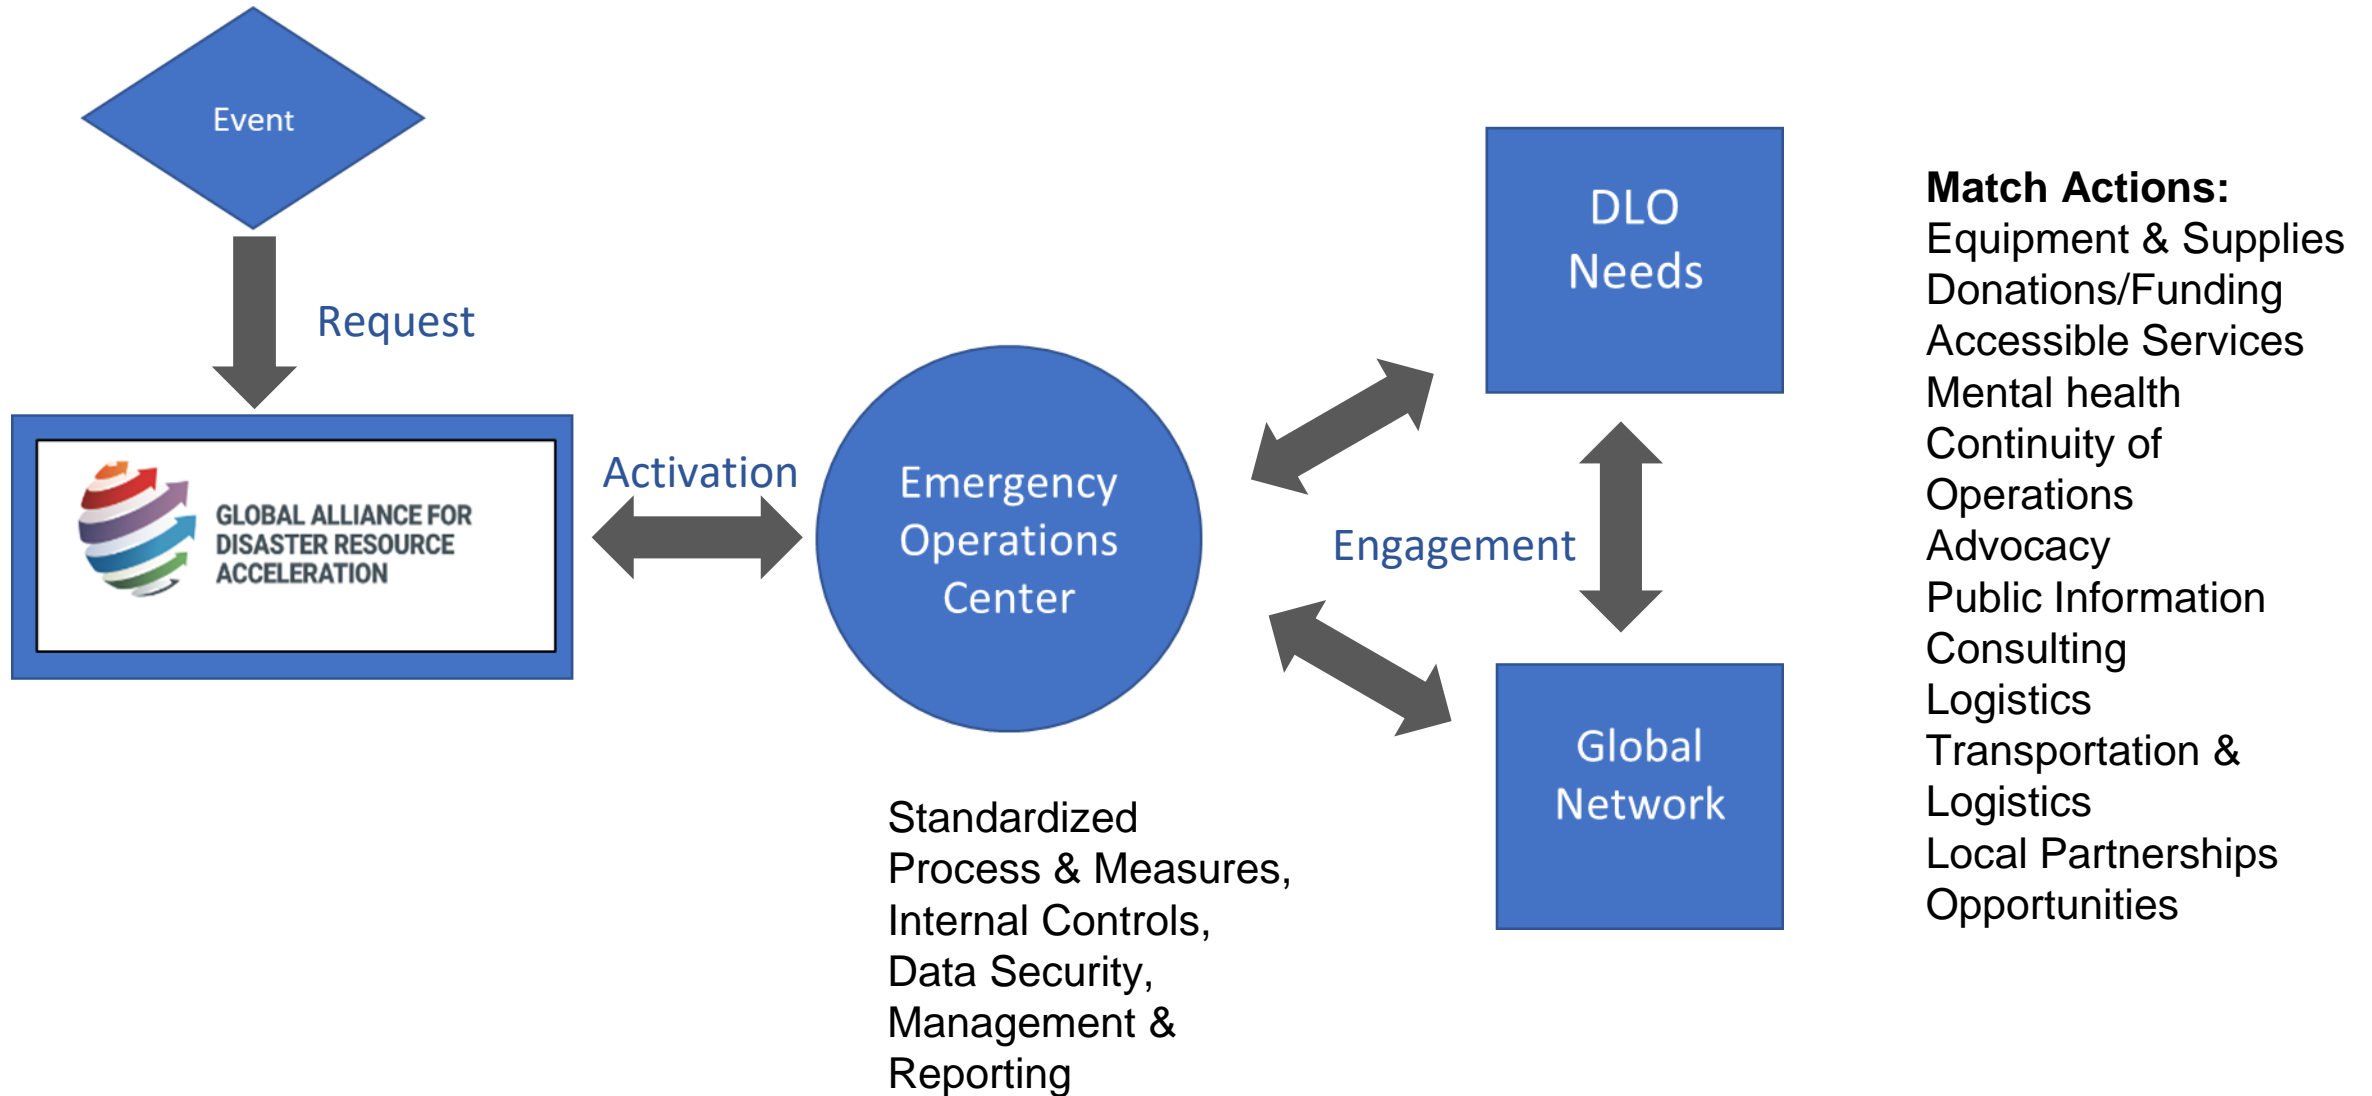 Event
Request
GLOBAL ALLIANCE FOR
DISASTER RESOURCE
ACCELERATION
Activation
Emergency
Operations
Center
Standardized
Process & Measures,
Internal Controls,
Data Security,
Management &
Reporting
Engagement
DLO
Needs
Global
Network
Match Actions:
Equipment & Supplies
Donations/Funding
Accessible Services
Mental health
Continuity of
Operations
Advocacy
Public Information
Consulting
Logistics
Transportation &
Logistics
Local Partnerships
Opportunities